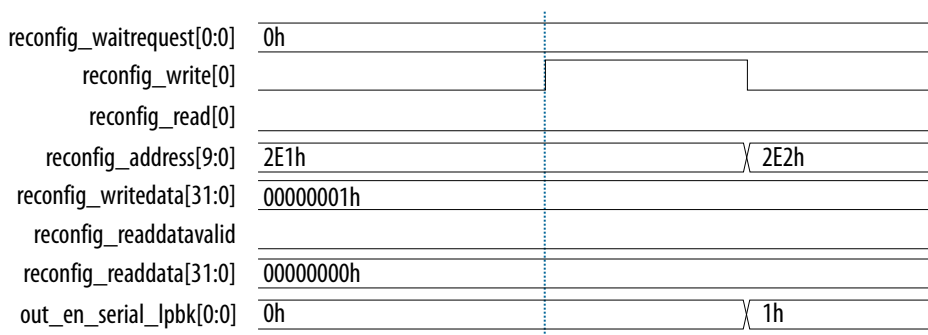 reconfig_waitrequest[0:0] 0h
reconfig_write[0]
reconfig_read[0]
reconfig_address[9:0] 2E1h 2E2h
reconfig_writedata[31:0] 00000001h
reconfig_readdatavalid
reconfig_readdata[31:0] 00000000h
out_en_serial_lpbk[0:0] 0h 1h